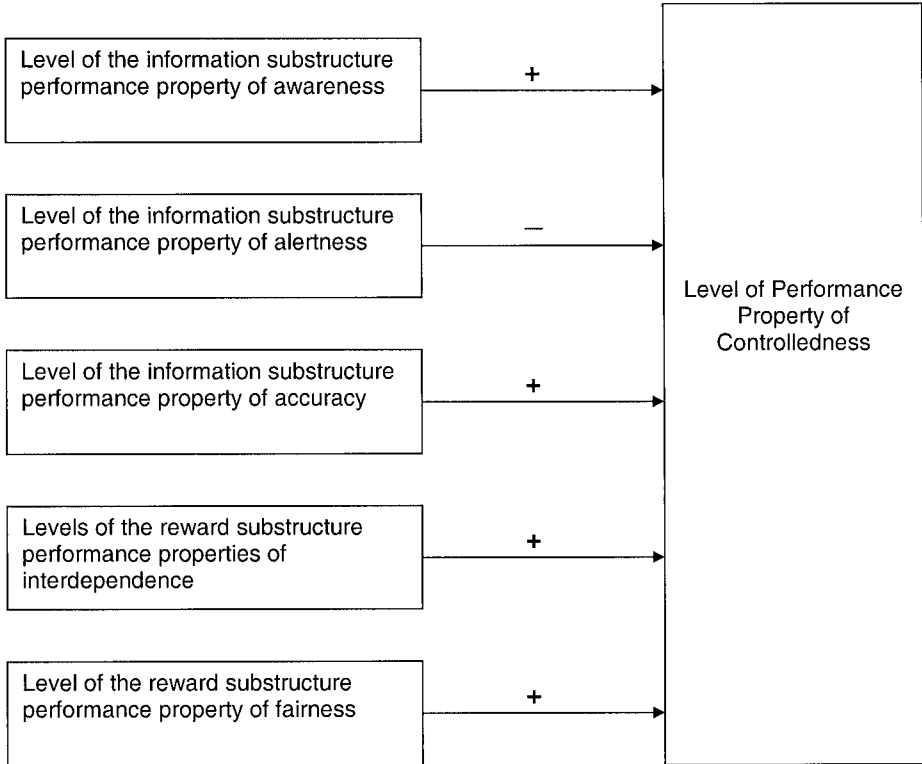 Level of the information substructure
performance property of awareness
+
Level of the information substructure
performance property of alertness
–
Level of Performance
Property of
Controlledness
Level of the information substructure
performance property of accuracy
+
Levels of the reward substructure
performance properties of
interdependence
+
Level of the reward substructure
performance property of fairness
+